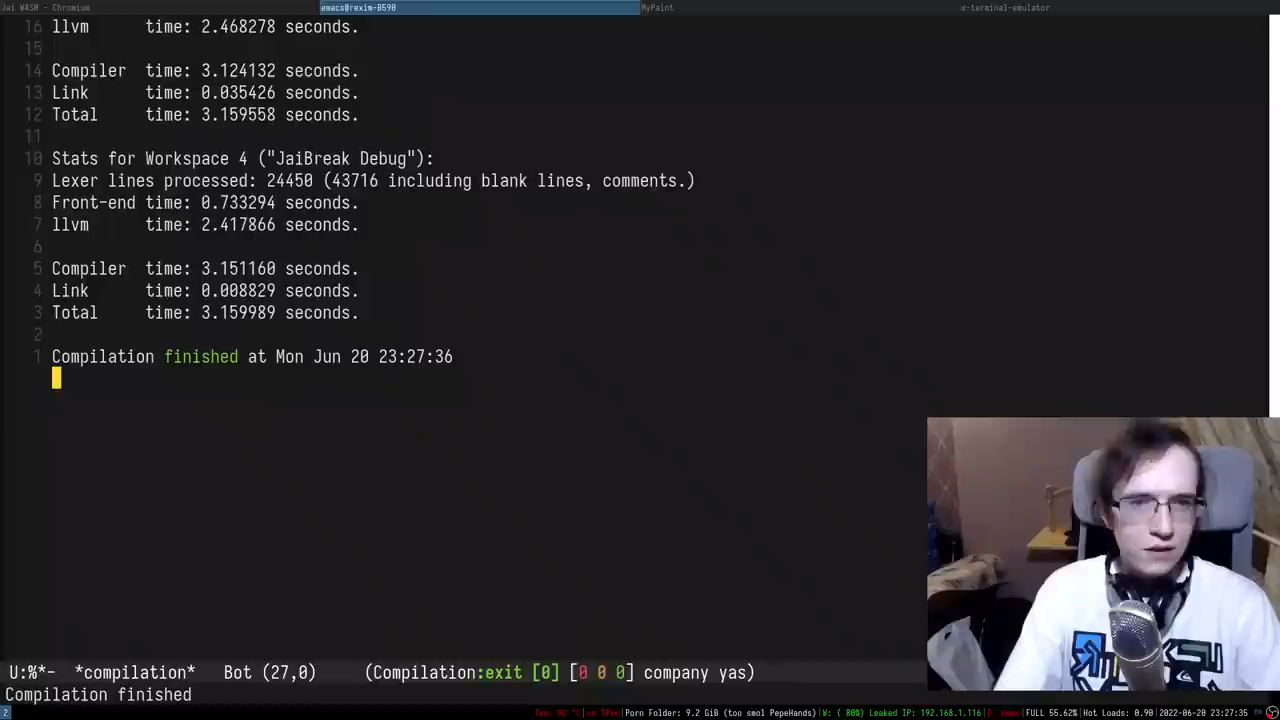 Jai WASM - Chromium emacs@rexim-B590 MyPaint x-terminal-emulator
16 llvm time: 2.468278 seconds.
15
14 Compiler time: 3.124132 seconds.
13 Link time: 0.035426 seconds.
12 Total time: 3.159558 seconds.
11
10 Stats for Workspace 4 ("JaiBreak Debug"):
9 Lexer lines processed: 24450 (43716 including blank lines, comments.)
8 Front-end time: 0.733294 seconds.
7 llvm time: 2.417866 seconds.
6
5 Compiler time: 3.151160 seconds.
4 Link time: 0.008829 seconds.
3 Total time: 3.159989 seconds.
2
1 Compilation finished at Mon Jun 20 23:27:36
U:%*- *compilation* Bot (27,0) (Compilation:exit [0] [0 0 0] company yas)
Compilation finished
2 Porn Folder: 9.2 GiB (too smol PepeHands)|W: ( 80%) Leaked IP: 192.168.1.116| FULL 55.62%|Hot Loads: 0.90|2022-06-20 23:27:35